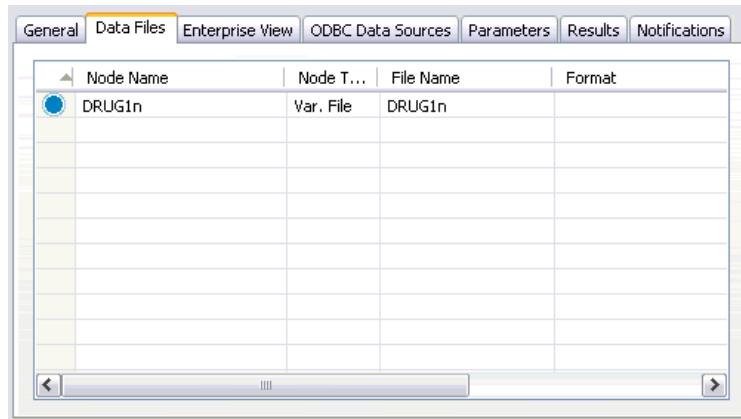 General Data Files Enterprise View ODBC Data Sources Parameters Results Notifications
Node Name Node T... File Name Format
DRUG1n Var. File DRUG1n